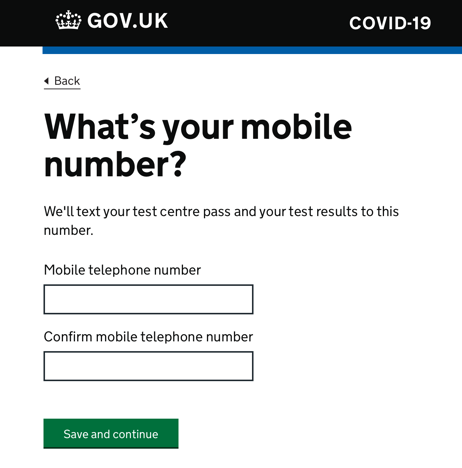 GOV.UK
COVID-19
Back
What's your mobile
number?
We'll text your test centre pass and your test results to this
number.
Mobile telephone number
Confirm mobile telephone number
Save and continue